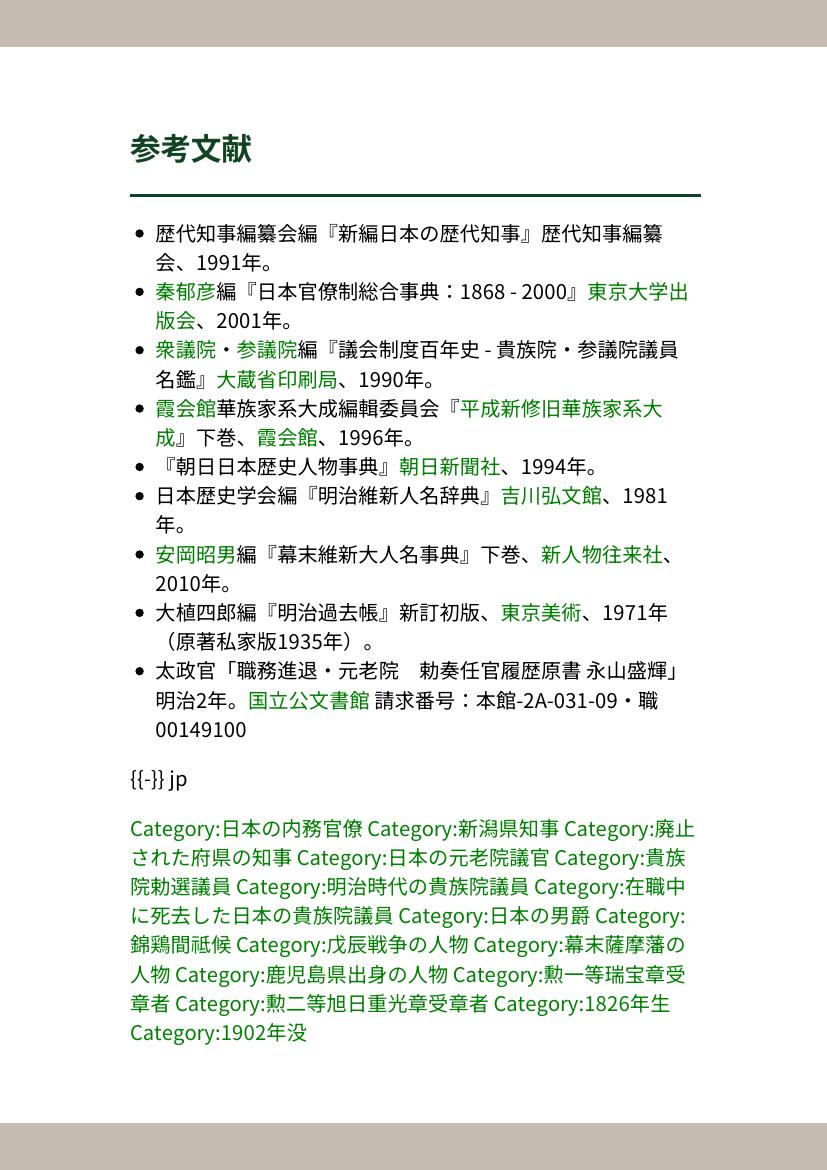 参考文献
歴代知事編纂会編『新編日本の歴代知事』歴代知事編纂
会、1991年。
秦郁彦編『日本官僚制総合事典：1868 - 2000』東京大学出
版会、2001年。
衆議院・参議院編『議会制度百年史 - 貴族院・参議院議員
名鑑』大蔵省印刷局、1990年。
霞会館華族家系大成編輯委員会『平成新修旧華族家系大
成』下巻、霞会館、1996年。
『朝日日本歴史人物事典』朝日新聞社、1994年。
日本歴史学会編『明治維新人名辞典』吉川弘文館、1981
年。
安岡昭男編『幕末維新大人名事典』下巻、新人物往来社、
2010年。
大植四郎編『明治過去帳』新訂初版、東京美術、1971年
（原著私家版1935年）。
太政官「職務進退・元老院　勅奏任官履歴原書 永山盛輝」
明治2年。国立公文書館 請求番号：本館-2A-031-09・職
00149100
{{-}} jp
Category:日本の内務官僚 Category:新潟県知事 Category:廃止
された府県の知事 Category:日本の元老院議官 Category:貴族
院勅選議員 Category:明治時代の貴族院議員 Category:在職中
に死去した日本の貴族院議員 Category:日本の男爵 Category:
錦鶏間祗候 Category:戊辰戦争の人物 Category:幕末薩摩藩の
人物 Category:鹿児島県出身の人物 Category:勲一等瑞宝章受
章者 Category:勲二等旭日重光章受章者 Category:1826年生
Category:1902年没